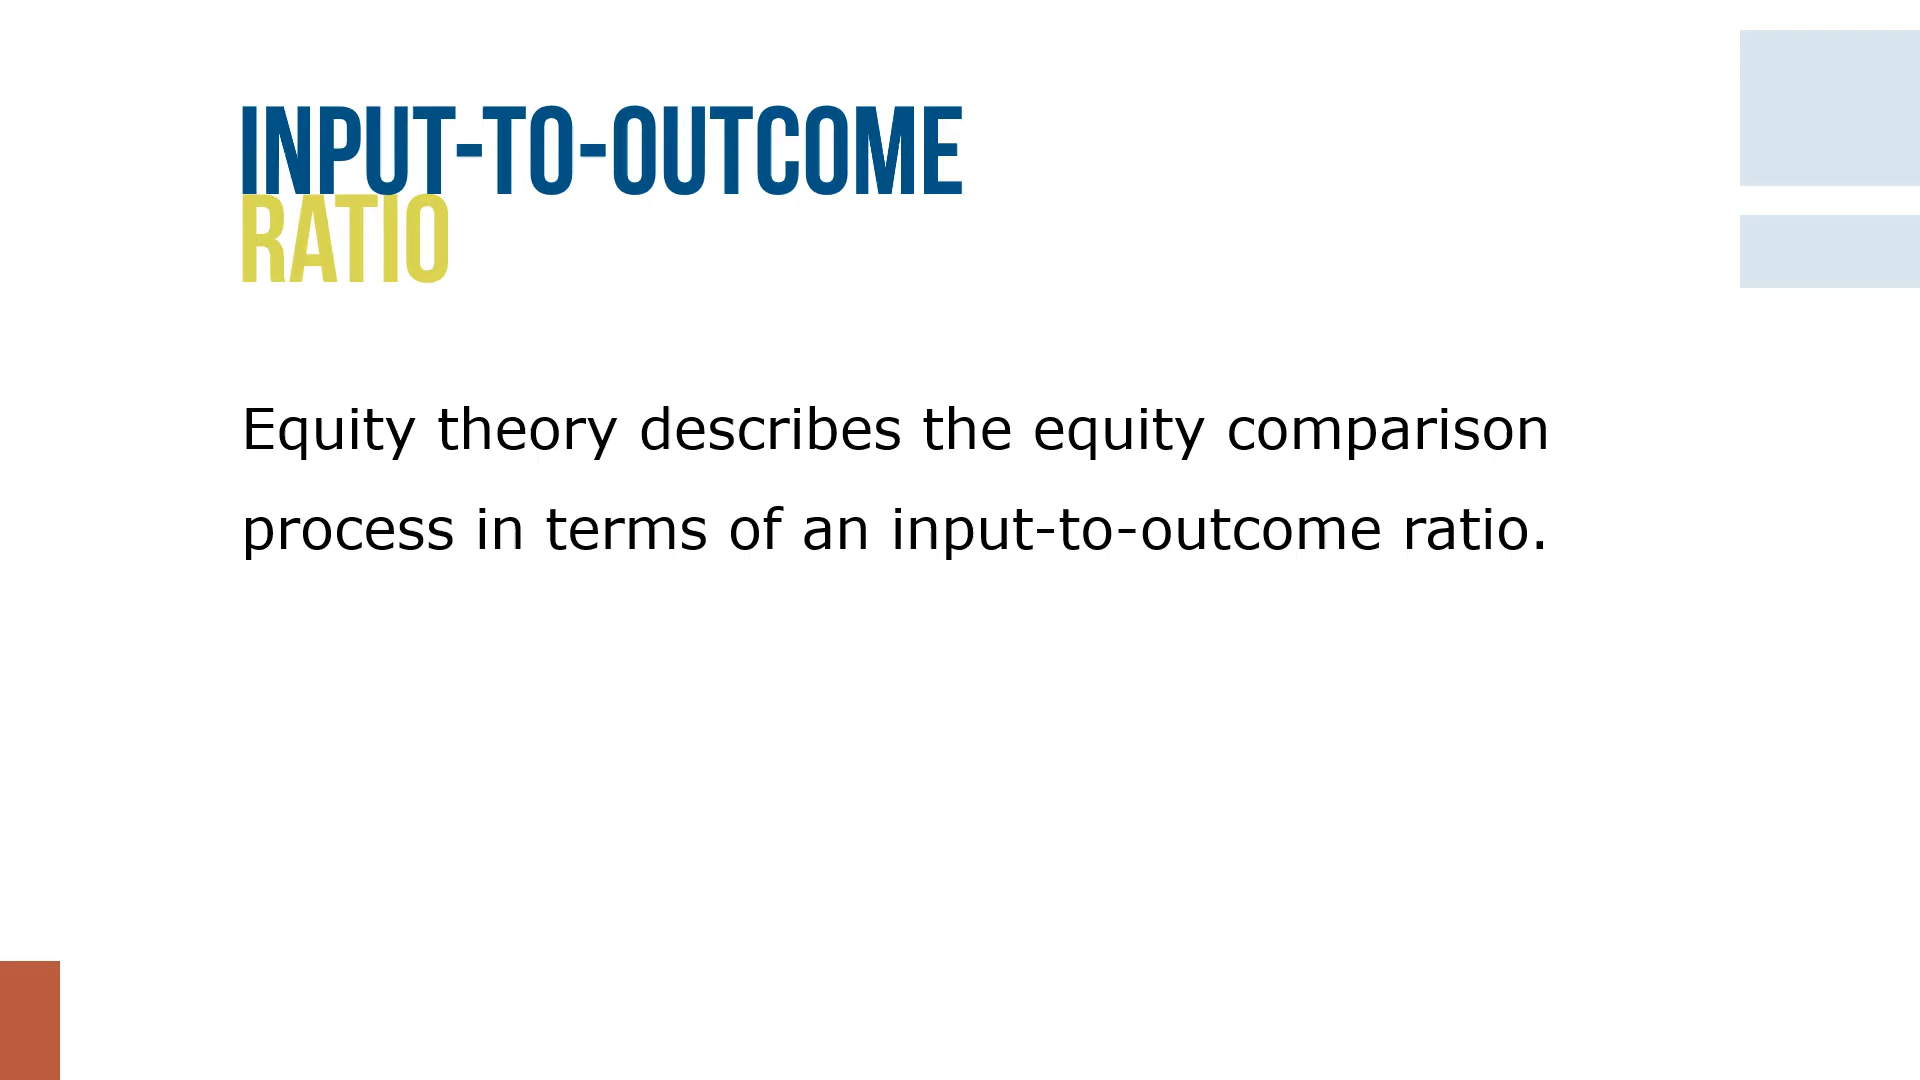 INPUT-TO-OUTCOME
RATIO
Equity theory describes the equity comparison
process in terms of an input-to-outcome ratio.